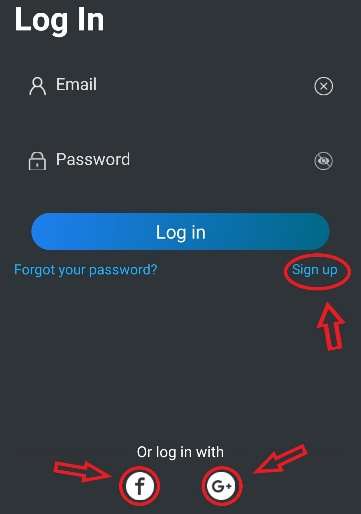 Log In
Email
Password
Log in
Forgot your password? Sign up
Or log in with
f G+